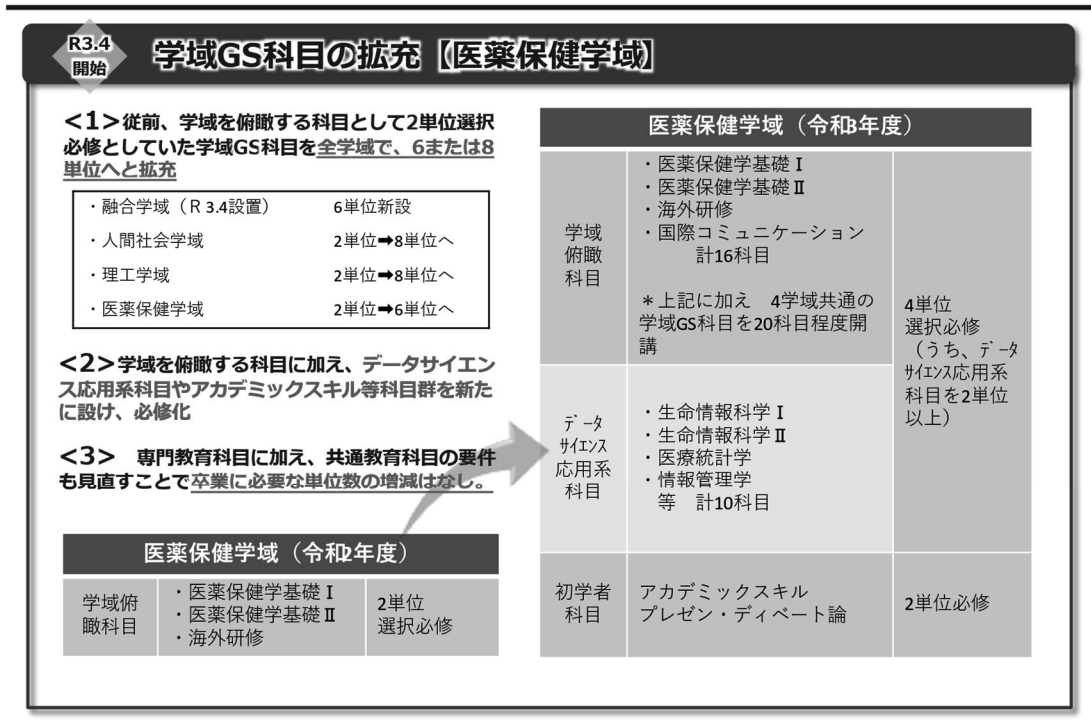 R3.4
開始
学域GS科目の拡充【医薬保健学域】
<1>従前、学域を俯瞰する科目として2単位選択
必修としていた学域GS科目を全学域で、6または8
単位へと拡充
・融合学域（R 3.4設置） 6単位新設
・人間社会学域 2単位➡8単位へ
・理工学域 2単位➡8単位へ
・医薬保健学域 2単位➡6単位へ
<2>学域を俯瞰する科目に加え、データサイエン
ス応用系科目やアカデミックスキル等科目群を新た
に設け、必修化
<3> 専門教育科目に加え、共通教育科目の要件
も見直すことで卒業に必要な単位数の増減はなし。
医薬保健学域（令和2年度）
学域俯
瞰科目
・医薬保健学基礎Ⅰ
・医薬保健学基礎Ⅱ
・海外研修
2単位
選択必修
医薬保健学域（令和3年度）
学域
俯瞰
科目
・医薬保健学基礎Ⅰ
・医薬保健学基礎Ⅱ
・海外研修
・国際コミュニケーション
計16科目
＊上記に加え 4学域共通の
学域GS科目を20科目程度開
講
4単位
選択必修
（うち、ﾃﾞｰﾀ
ｻｲｴﾝｽ応用系
科目を2単位
以上）
ﾃﾞｰﾀ
ｻｲｴﾝｽ
応用系
科目
・生命情報科学Ⅰ
・生命情報科学Ⅱ
・医療統計学
・情報管理学
等 計10科目
初学者
科目
アカデミックスキル
プレゼン・ディベート論
2単位必修